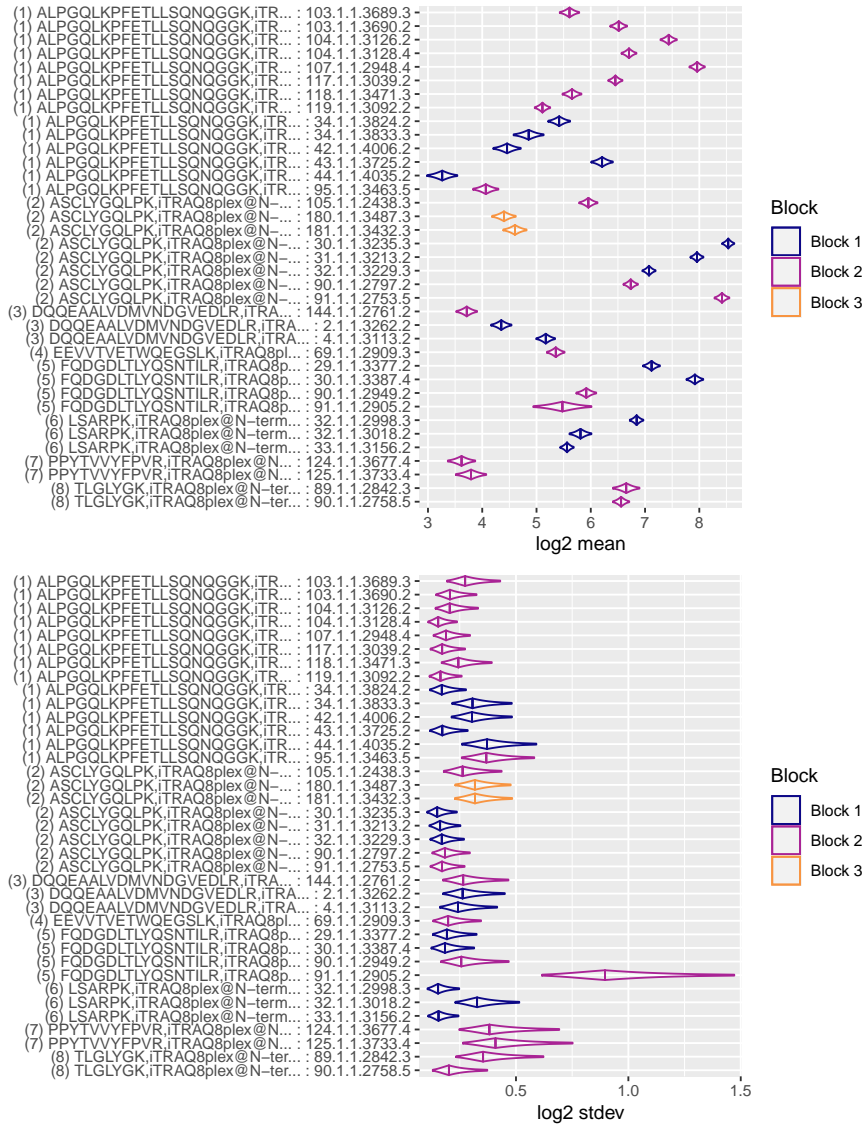 (1) ALPGQLKPFETLLSQNQGGK,iTR... : 103.1.1.3689.3
(1) ALPGQLKPFETLLSQNQGGK,iTR... : 103.1.1.3690.2
(1) ALPGQLKPFETLLSQNQGGK,iTR... : 104.1.1.3126.2
(1) ALPGQLKPFETLLSQNQGGK,iTR... : 104.1.1.3128.4
(1) ALPGQLKPFETLLSQNQGGK,iTR... : 107.1.1.2948.4
(1) ALPGQLKPFETLLSQNQGGK,iTR... : 117.1.1.3039.2
(1) ALPGQLKPFETLLSQNQGGK,iTR... : 118.1.1.3471.3
(1) ALPGQLKPFETLLSQNQGGK,iTR... : 119.1.1.3092.2
(1) ALPGQLKPFETLLSQNQGGK,iTR... : 34.1.1.3824.2
(1) ALPGQLKPFETLLSQNQGGK,iTR... : 34.1.1.3833.3
(1) ALPGQLKPFETLLSQNQGGK,iTR... : 42.1.1.4006.2
(1) ALPGQLKPFETLLSQNQGGK,iTR... : 43.1.1.3725.2
(1) ALPGQLKPFETLLSQNQGGK,iTR... : 44.1.1.4035.2
(1) ALPGQLKPFETLLSQNQGGK,iTR... : 95.1.1.3463.5
(2) ASCLYGQLPK,iTRAQ8plex@N−... : 105.1.1.2438.3
(2) ASCLYGQLPK,iTRAQ8plex@N−... : 180.1.1.3487.3
(2) ASCLYGQLPK,iTRAQ8plex@N−... : 181.1.1.3432.3
(2) ASCLYGQLPK,iTRAQ8plex@N−... : 30.1.1.3235.3
(2) ASCLYGQLPK,iTRAQ8plex@N−... : 31.1.1.3213.2
(2) ASCLYGQLPK,iTRAQ8plex@N−... : 32.1.1.3229.3
(2) ASCLYGQLPK,iTRAQ8plex@N−... : 90.1.1.2797.2
(2) ASCLYGQLPK,iTRAQ8plex@N−... : 91.1.1.2753.5
(3) DQQEAALVDMVNDGVEDLR,iTRA... : 144.1.1.2761.2
(3) DQQEAALVDMVNDGVEDLR,iTRA... : 2.1.1.3262.2
(3) DQQEAALVDMVNDGVEDLR,iTRA... : 4.1.1.3113.2
(4) EEVVTVETWQEGSLK,iTRAQ8pl... : 69.1.1.2909.3
(5) FQDGDLTLYQSNTILR,iTRAQ8p... : 29.1.1.3377.2
(5) FQDGDLTLYQSNTILR,iTRAQ8p... : 30.1.1.3387.4
(5) FQDGDLTLYQSNTILR,iTRAQ8p... : 90.1.1.2949.2
(5) FQDGDLTLYQSNTILR,iTRAQ8p... : 91.1.1.2905.2
(6) LSARPK,iTRAQ8plex@N−term... : 32.1.1.2998.3
(6) LSARPK,iTRAQ8plex@N−term... : 32.1.1.3018.2
(6) LSARPK,iTRAQ8plex@N−term... : 33.1.1.3156.2
(7) PPYTVVYFPVR,iTRAQ8plex@N... : 124.1.1.3677.4
(7) PPYTVVYFPVR,iTRAQ8plex@N... : 125.1.1.3733.4
(8) TLGLYGK,iTRAQ8plex@N−ter... : 89.1.1.2842.3
(8) TLGLYGK,iTRAQ8plex@N−ter... : 90.1.1.2758.5
3 4 5 6 7 8
log2 mean
Block
Block 1
Block 2
Block 3
(1) ALPGQLKPFETLLSQNQGGK,iTR... : 103.1.1.3689.3
(1) ALPGQLKPFETLLSQNQGGK,iTR... : 103.1.1.3690.2
(1) ALPGQLKPFETLLSQNQGGK,iTR... : 104.1.1.3126.2
(1) ALPGQLKPFETLLSQNQGGK,iTR... : 104.1.1.3128.4
(1) ALPGQLKPFETLLSQNQGGK,iTR... : 107.1.1.2948.4
(1) ALPGQLKPFETLLSQNQGGK,iTR... : 117.1.1.3039.2
(1) ALPGQLKPFETLLSQNQGGK,iTR... : 118.1.1.3471.3
(1) ALPGQLKPFETLLSQNQGGK,iTR... : 119.1.1.3092.2
(1) ALPGQLKPFETLLSQNQGGK,iTR... : 34.1.1.3824.2
(1) ALPGQLKPFETLLSQNQGGK,iTR... : 34.1.1.3833.3
(1) ALPGQLKPFETLLSQNQGGK,iTR... : 42.1.1.4006.2
(1) ALPGQLKPFETLLSQNQGGK,iTR... : 43.1.1.3725.2
(1) ALPGQLKPFETLLSQNQGGK,iTR... : 44.1.1.4035.2
(1) ALPGQLKPFETLLSQNQGGK,iTR... : 95.1.1.3463.5
(2) ASCLYGQLPK,iTRAQ8plex@N−... : 105.1.1.2438.3
(2) ASCLYGQLPK,iTRAQ8plex@N−... : 180.1.1.3487.3
(2) ASCLYGQLPK,iTRAQ8plex@N−... : 181.1.1.3432.3
(2) ASCLYGQLPK,iTRAQ8plex@N−... : 30.1.1.3235.3
(2) ASCLYGQLPK,iTRAQ8plex@N−... : 31.1.1.3213.2
(2) ASCLYGQLPK,iTRAQ8plex@N−... : 32.1.1.3229.3
(2) ASCLYGQLPK,iTRAQ8plex@N−... : 90.1.1.2797.2
(2) ASCLYGQLPK,iTRAQ8plex@N−... : 91.1.1.2753.5
(3) DQQEAALVDMVNDGVEDLR,iTRA... : 144.1.1.2761.2
(3) DQQEAALVDMVNDGVEDLR,iTRA... : 2.1.1.3262.2
(3) DQQEAALVDMVNDGVEDLR,iTRA... : 4.1.1.3113.2
(4) EEVVTVETWQEGSLK,iTRAQ8pl... : 69.1.1.2909.3
(5) FQDGDLTLYQSNTILR,iTRAQ8p... : 29.1.1.3377.2
(5) FQDGDLTLYQSNTILR,iTRAQ8p... : 30.1.1.3387.4
(5) FQDGDLTLYQSNTILR,iTRAQ8p... : 90.1.1.2949.2
(5) FQDGDLTLYQSNTILR,iTRAQ8p... : 91.1.1.2905.2
(6) LSARPK,iTRAQ8plex@N−term... : 32.1.1.2998.3
(6) LSARPK,iTRAQ8plex@N−term... : 32.1.1.3018.2
(6) LSARPK,iTRAQ8plex@N−term... : 33.1.1.3156.2
(7) PPYTVVYFPVR,iTRAQ8plex@N... : 124.1.1.3677.4
(7) PPYTVVYFPVR,iTRAQ8plex@N... : 125.1.1.3733.4
(8) TLGLYGK,iTRAQ8plex@N−ter... : 89.1.1.2842.3
(8) TLGLYGK,iTRAQ8plex@N−ter... : 90.1.1.2758.5
0.5 1.0 1.5
log2 stdev
Block
Block 1
Block 2
Block 3